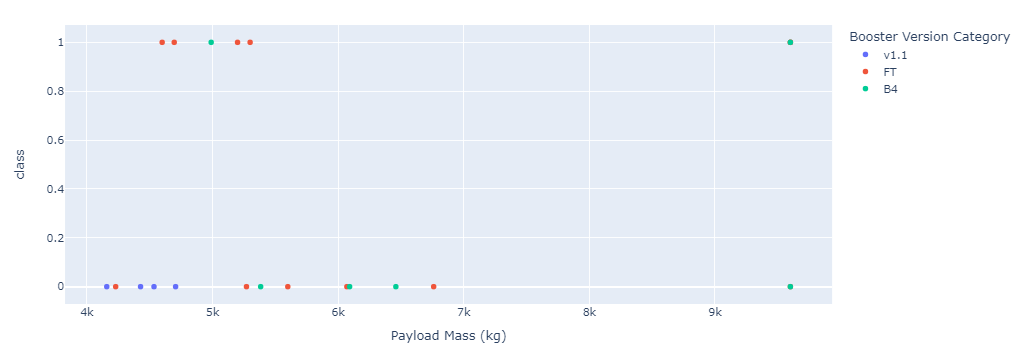 Booster Version Category
v1.1
FT
B4
class
1
0.8
0.6
0.4
0.2
0
4k 5k 6k 7k 8k 9k
Payload Mass (kg)